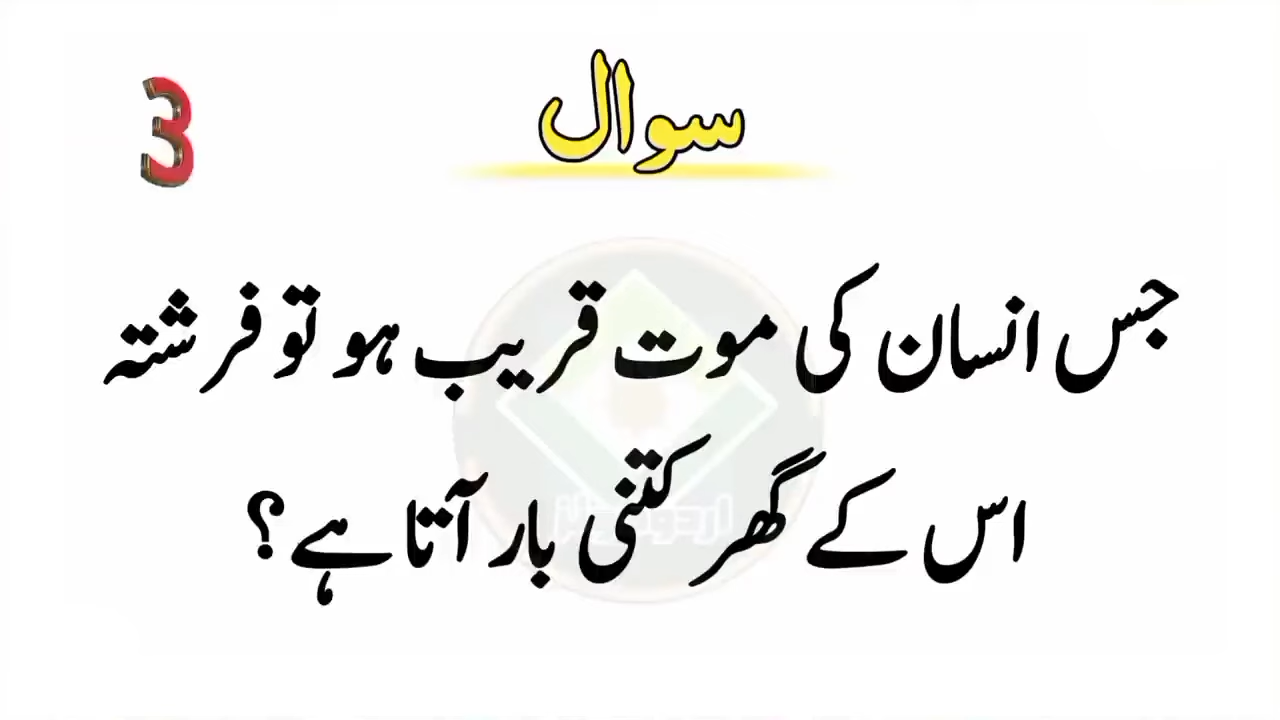 3
سوال
جس انسان کی موت قریب ہو تو فرشتہ
اس کے گھر کتنی بار آتا ہے؟